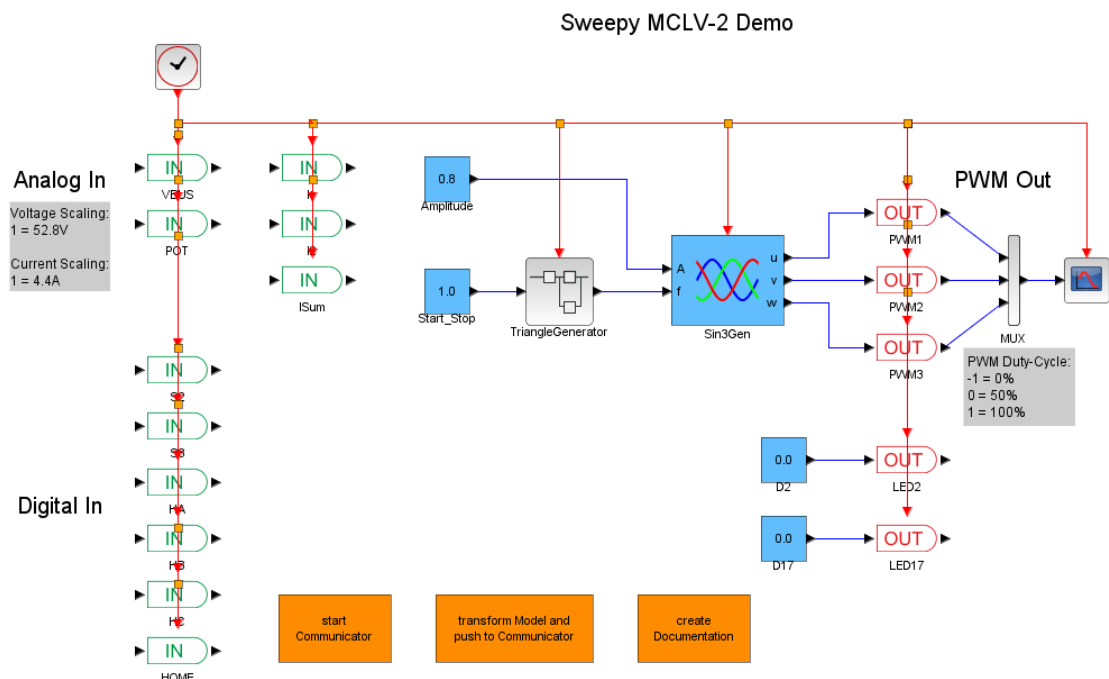 Sweepy MCLV-2 Demo
Analog In
Voltage Scaling:
1 = 52.8V
Current Scaling:
1 = 4.4A
IN
VBUS
IN
POT
IN
IN
IN
ISum
0.8
Amplitude
1.0
Start_Stop
TriangleGenerator
A
f
u
v
w
Sin3Gen
PWM Out
OUT
PWM1
OUT
PWM2
OUT
PWM3
MUX
PWM Duty-Cycle:
-1 = 0%
0 = 50%
1 = 100%
Digital In
IN
S2
IN
S3
IN
HA
IN
HB
IN
HC
IN
HOME
0.0
D2
OUT
LED2
0.0
D17
OUT
LED17
start
Communicator
transform Model and
push to Communicator
create
Documentation